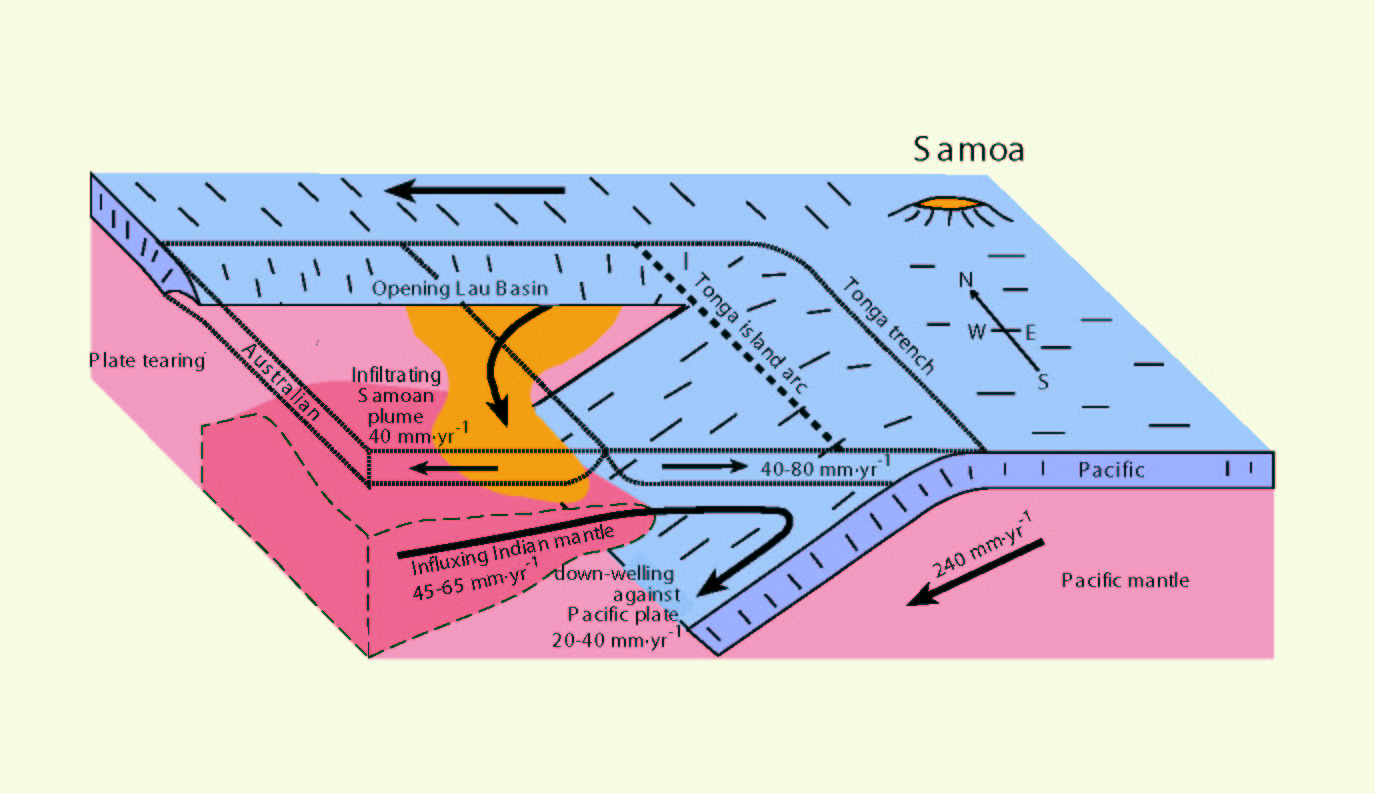 Samoa
N
W E
S
Opening Lau Basin
Tonga island arc
Tonga trench
Plate tearing
Australian
Infiltrating
Samoan
plume
40 mm·yr⁻¹
40-80 mm·yr⁻¹
Pacific
Influxing Indian mantle
45-65 mm·yr⁻¹
down-welling
against
Pacific plate
20-40 mm·yr⁻¹
240 mm·yr⁻¹
Pacific mantle